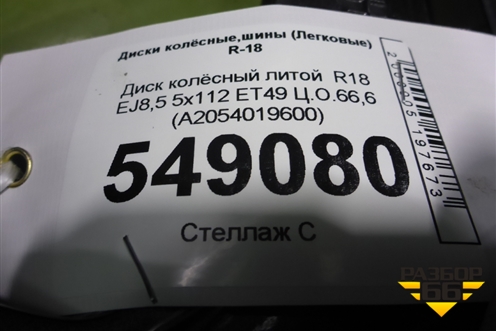 Диски колёсные,шины (Легковые)
R-18
Диск колёсный литой R18
EJ8,5 5x112 ET49 Ц.О.66,6
(A2054019600)
549080
Стеллаж С
РАЗБОР
66